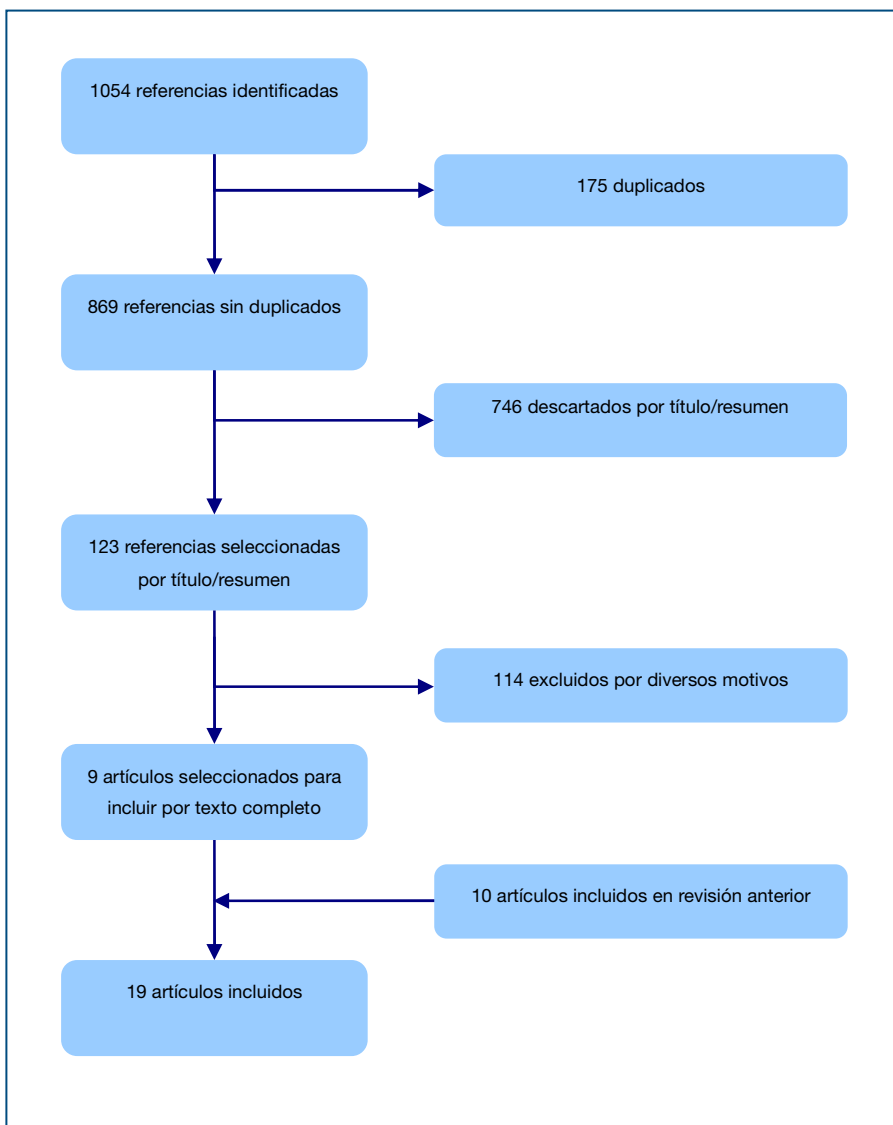 1054 referencias identificadas
175 duplicados
869 referencias sin duplicados
746 descartados por título/resumen
123 referencias seleccionadas
por título/resumen
114 excluidos por diversos motivos
9 artículos seleccionados para
incluir por texto completo
10 artículos incluidos en revisión anterior
19 artículos incluidos